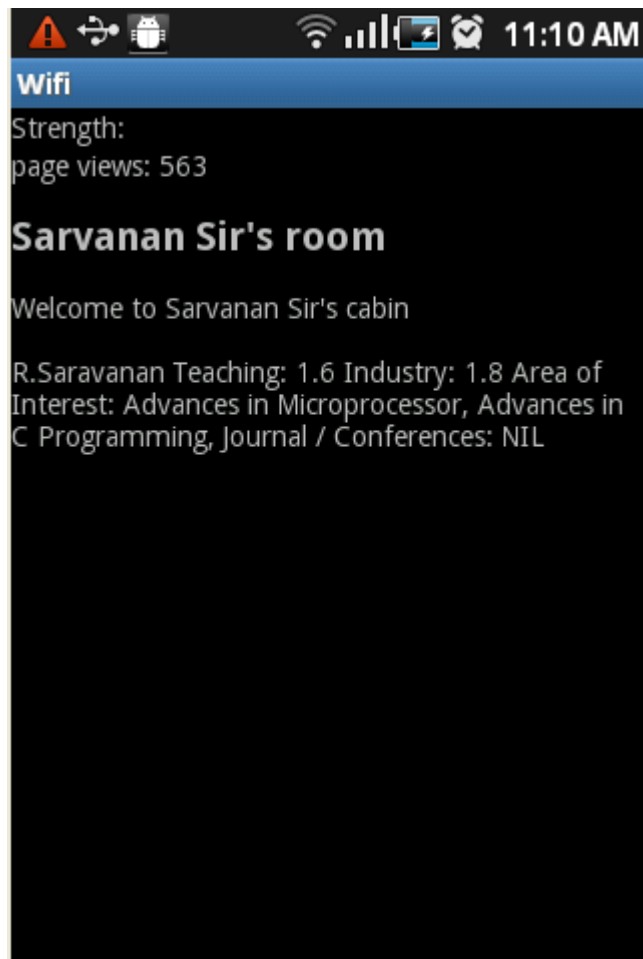 11:10 AM
Wifi
Strength:
page views: 563
Sarvanan Sir's room
Welcome to Sarvanan Sir's cabin
R.Saravanan Teaching: 1.6 Industry: 1.8 Area of
Interest: Advances in Microprocessor, Advances in
C Programming, Journal / Conferences: NIL